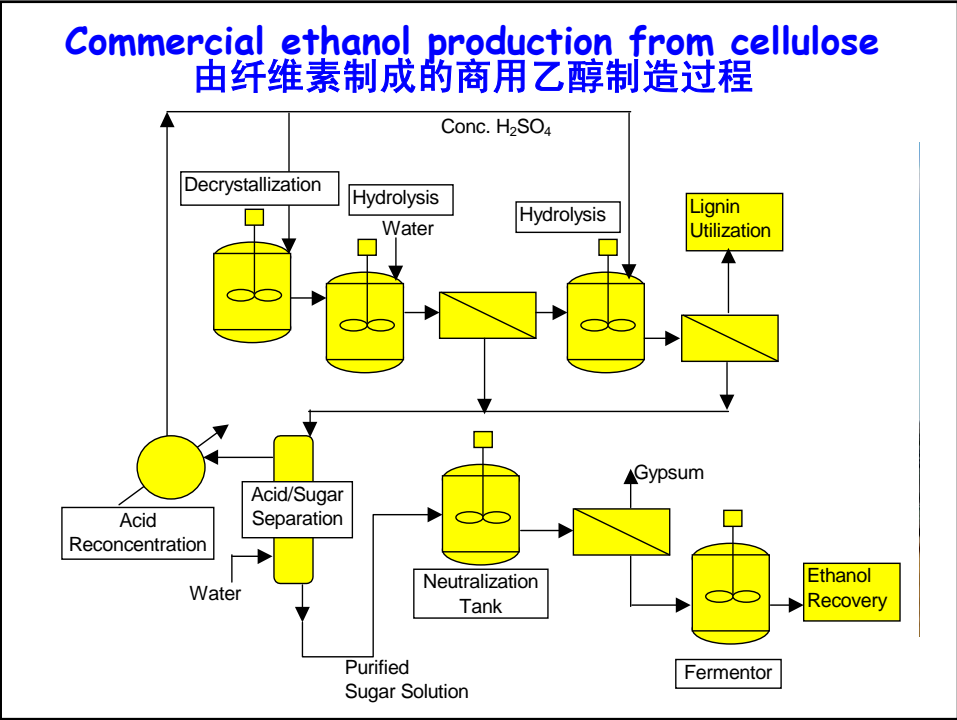 Commercial ethanol production from cellulose
由纤维素制成的商用乙醇制造过程
Conc. H₂SO₄
Decrystallization
Hydrolysis
Water
Hydrolysis
Lignin
Utilization
Acid
Reconcentration
Acid/Sugar
Separation
Water
Purified
Sugar Solution
Neutralization
Tank
Gypsum
Fermentor
Ethanol
Recovery